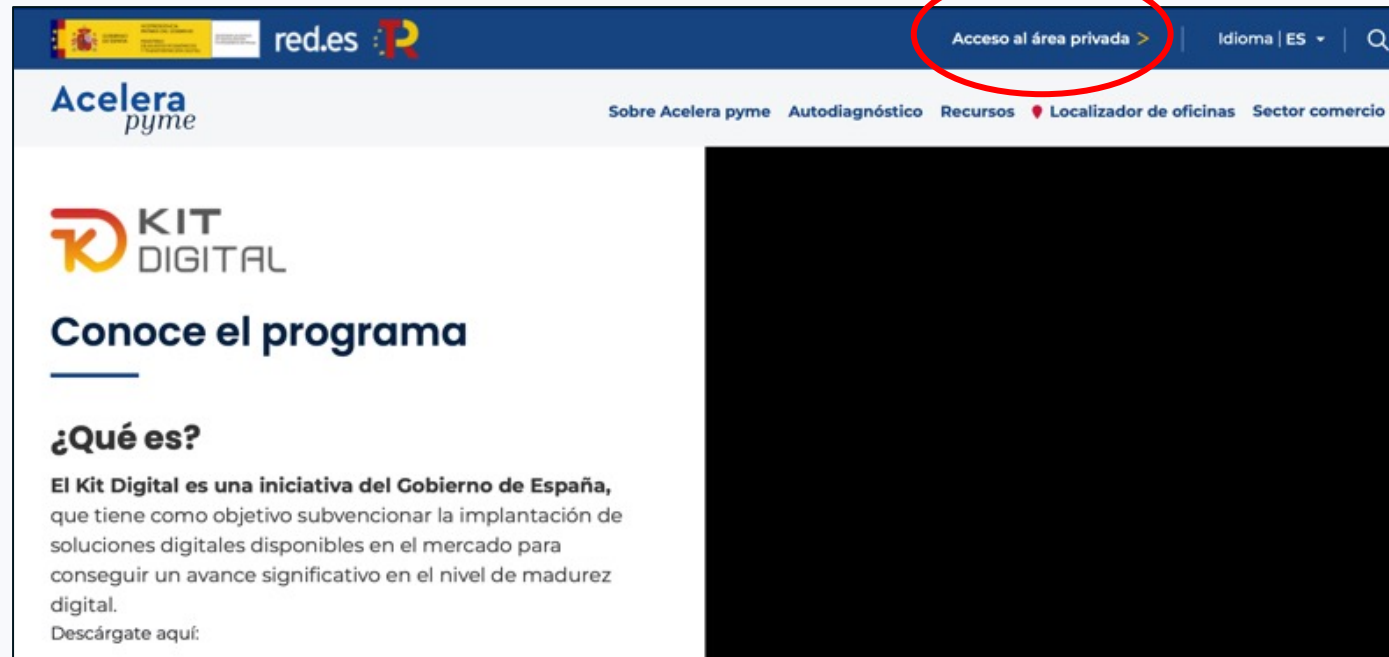 red.es
Acceso al área privada >
Idioma | ES
Acelera
pyme
Sobre Acelera pyme Autodiagnóstico Recursos Localizador de oficinas Sector comercio
KIT
DIGITAL
Conoce el programa
¿Qué es?
El Kit Digital es una iniciativa del Gobierno de España,
que tiene como objetivo subvencionar la implantación de
soluciones digitales disponibles en el mercado para
conseguir un avance significativo en el nivel de madurez
digital.
Descárgate aquí: